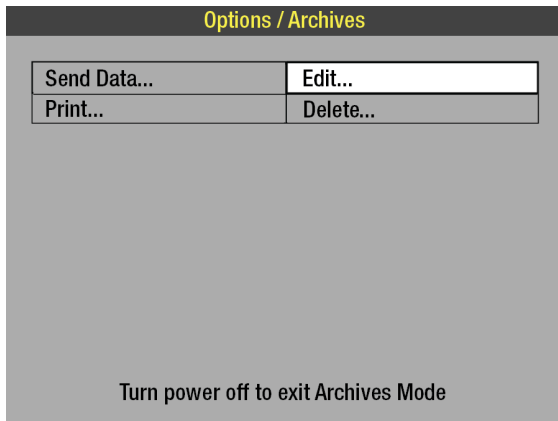 Options / Archives
Send Data... Edit...
Print... Delete...
Turn power off to exit Archives Mode